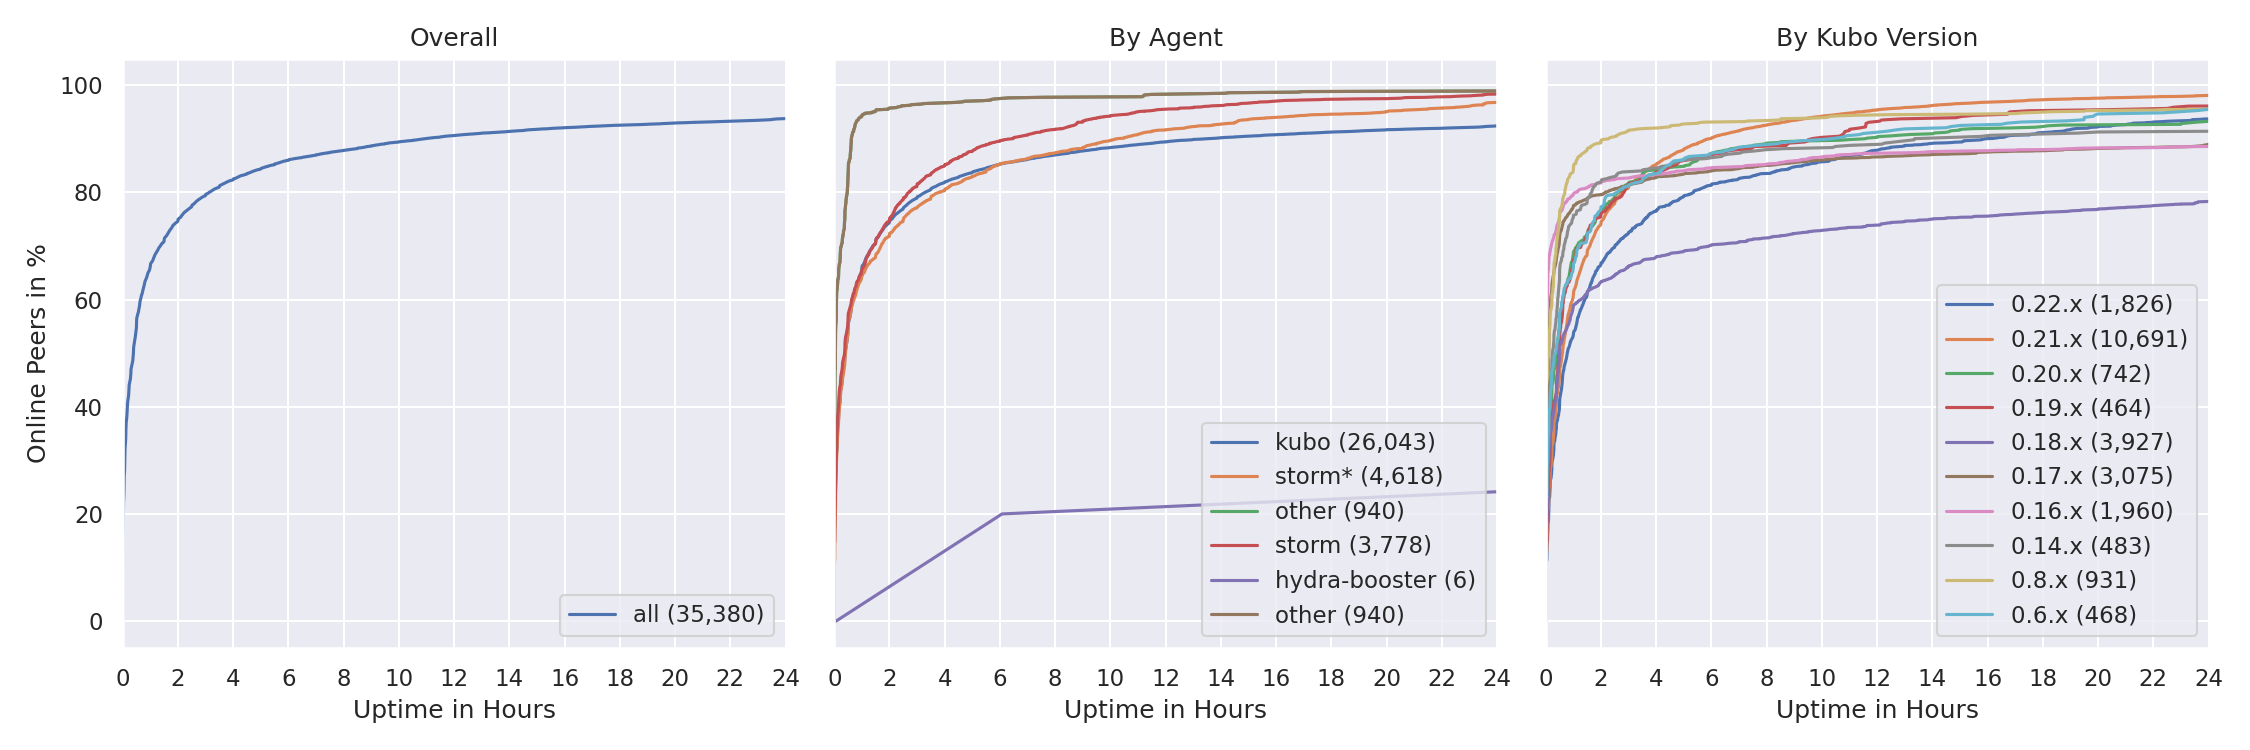 Overall
By Agent
By Kubo Version
Online Peers in %
100
80
60
40
20
0
all (35,380)
0 2 4 6 8 10 12 14 16 18 20 22 24
Uptime in Hours
kubo (26,043)
storm* (4,618)
other (940)
storm (3,778)
hydra-booster (6)
other (940)
0 2 4 6 8 10 12 14 16 18 20 22 24
Uptime in Hours
0.22.x (1,826)
0.21.x (10,691)
0.20.x (742)
0.19.x (464)
0.18.x (3,927)
0.17.x (3,075)
0.16.x (1,960)
0.14.x (483)
0.8.x (931)
0.6.x (468)
0 2 4 6 8 10 12 14 16 18 20 22 24
Uptime in Hours